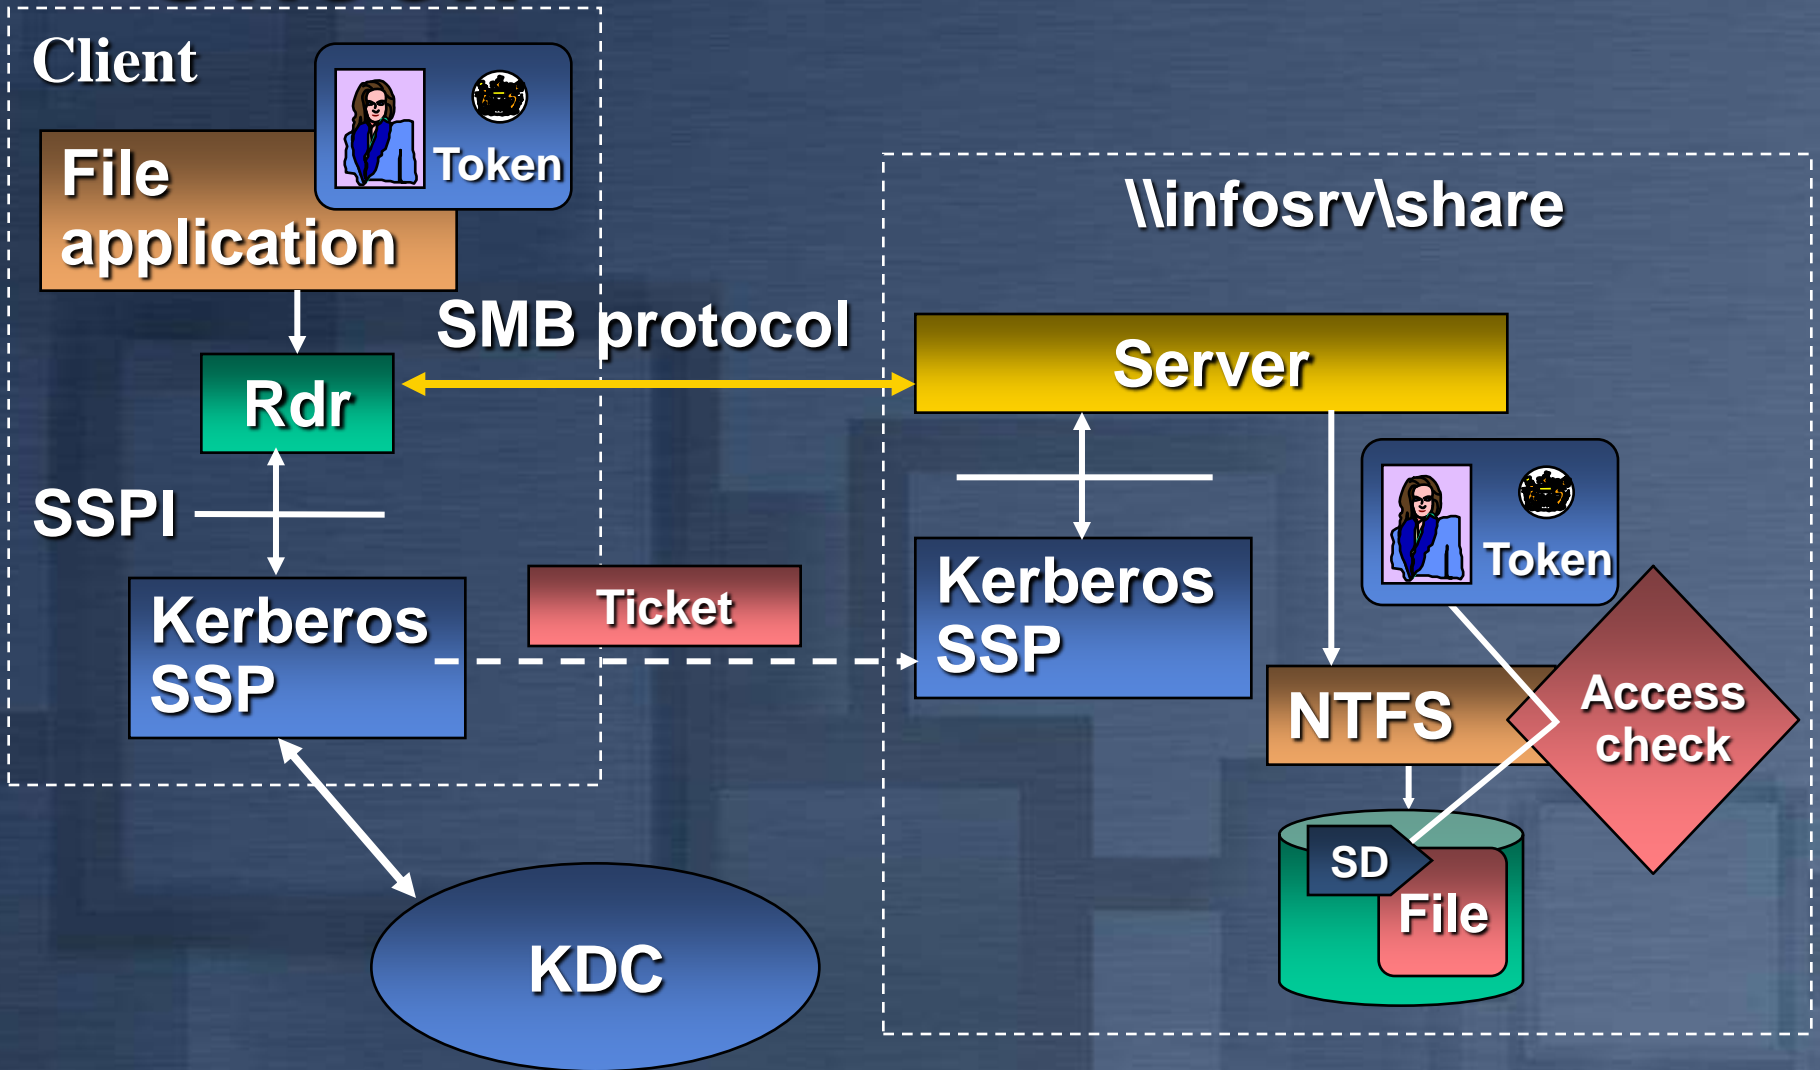 Client
Token
File
application
\\infosrv\share
SMB protocol
Server
Rdr
SSPI
Token
Kerberos
SSP
Ticket
Kerberos
SSP
NTFS
Access
check
SD
File
KDC